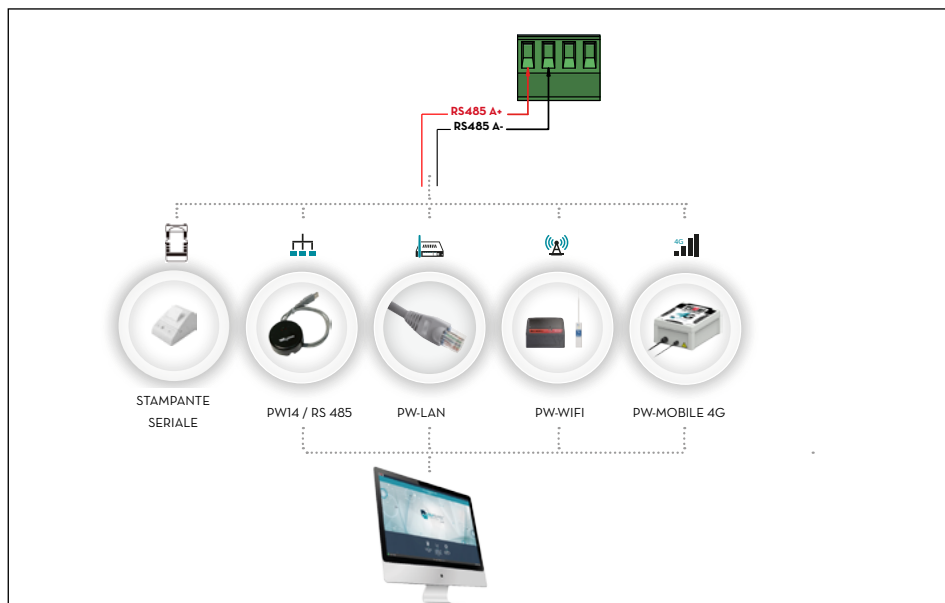 RS485 A+
RS485 A-
4G
STAMPANTE
SERIALE
PW14 / RS 485
PW-LAN
PW-WIFI
PW-MOBILE 4G